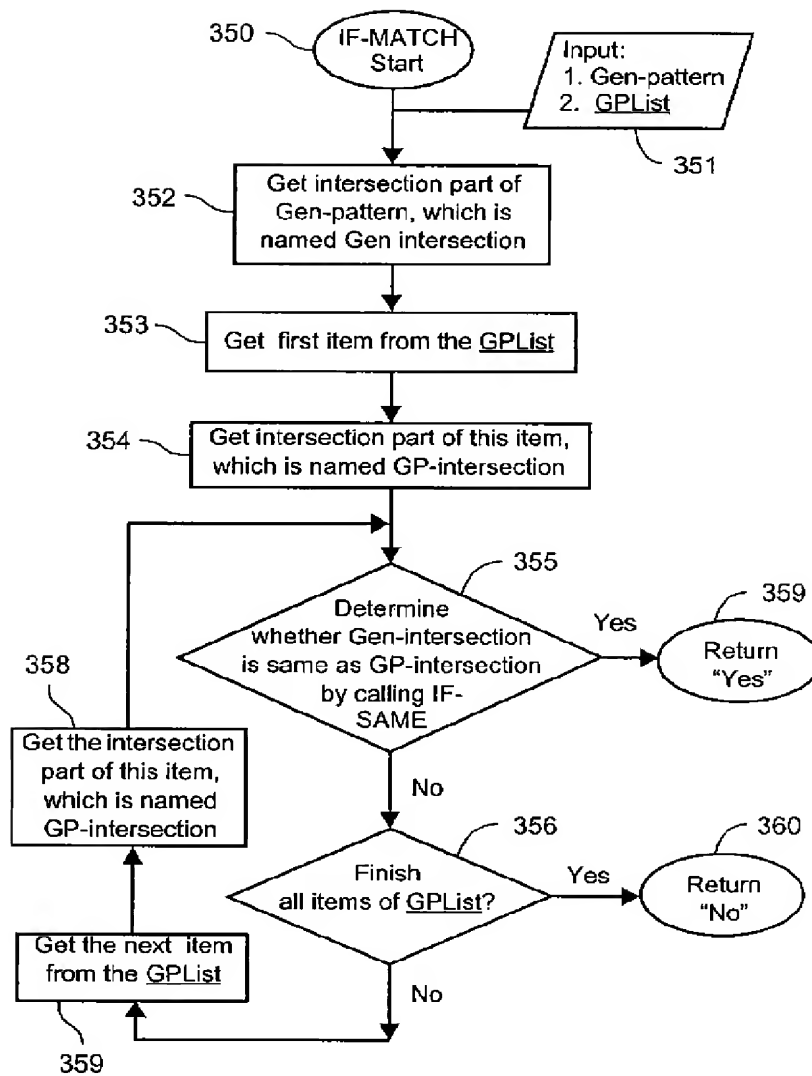 350
IF-MATCH
Start
Input:
1. Gen-pattern
2. GPList
351
352
Get intersection part of
Gen-pattern, which is
named Gen intersection
353
Get first item from the GPList
354
Get intersection part of this item,
which is named GP-intersection
355
Determine
whether Gen-intersection
is same as GP-intersection
by calling IF-
SAME
Yes
359
Return
"Yes"
358
Get the intersection
part of this item,
which is named
GP-intersection
No
356
Finish
all items of GPList?
Yes
360
Return
"No"
Get the next item
from the GPList
No
359